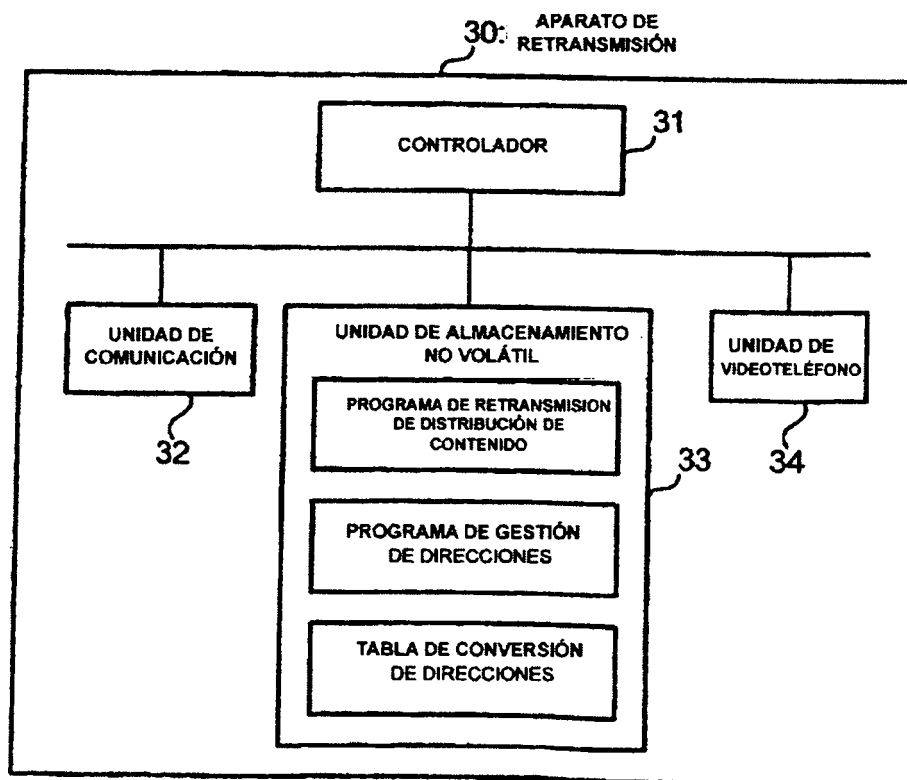 30: APARATO DE
RETRANSMISIÓN
CONTROLADOR
31
UNIDAD DE
COMUNICACIÓN
32
UNIDAD DE ALMACENAMIENTO
NO VOLÁTIL
PROGRAMA DE RETRANSMISION
DE DISTRIBUCIÓN DE
CONTENIDO
PROGRAMA DE GESTIÓN
DE DIRECCIONES
TABLA DE CONVERSIÓN
DE DIRECCIONES
33
UNIDAD DE
VIDEOTELÉFONO
34